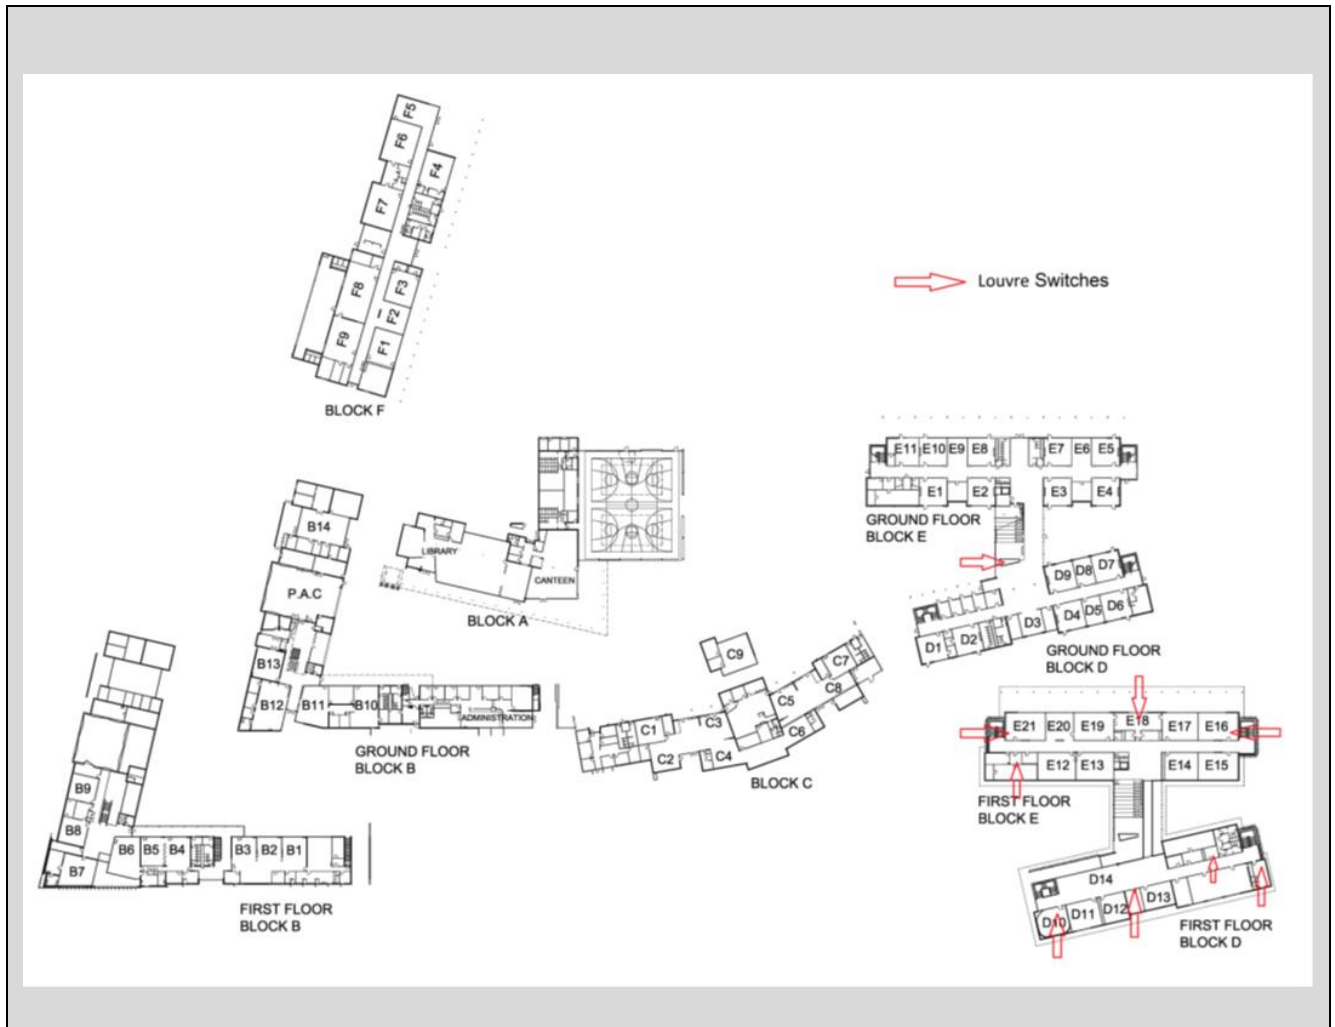 F5
F6
F4
F7
F8
F3
F2
F9
F1
BLOCK F
Louvre Switches
E11 E10 E9 E8
E7 E6 E5
E1 E2
E3 E4
GROUND FLOOR
BLOCK E
B14
LIBRARY
CANTEEN
BLOCK A
P.A.C
B13
B12
B11
B10
ADMINISTRATION
GROUND FLOOR
BLOCK B
D9 D8 D7
D4 D5 D6
D3
D1
D2
GROUND FLOOR
BLOCK D
C9
C7
C8
C5
C6
C3
C1
C2
C4
BLOCK C
E21 E20 E19
E18
E17 E16
E12 E13
E14 E15
FIRST FLOOR
BLOCK E
B9
B8
B7
B6
B5 B4
B3 B2 B1
FIRST FLOOR
BLOCK B
D14
D13
D12
D11
D10
FIRST FLOOR
BLOCK D